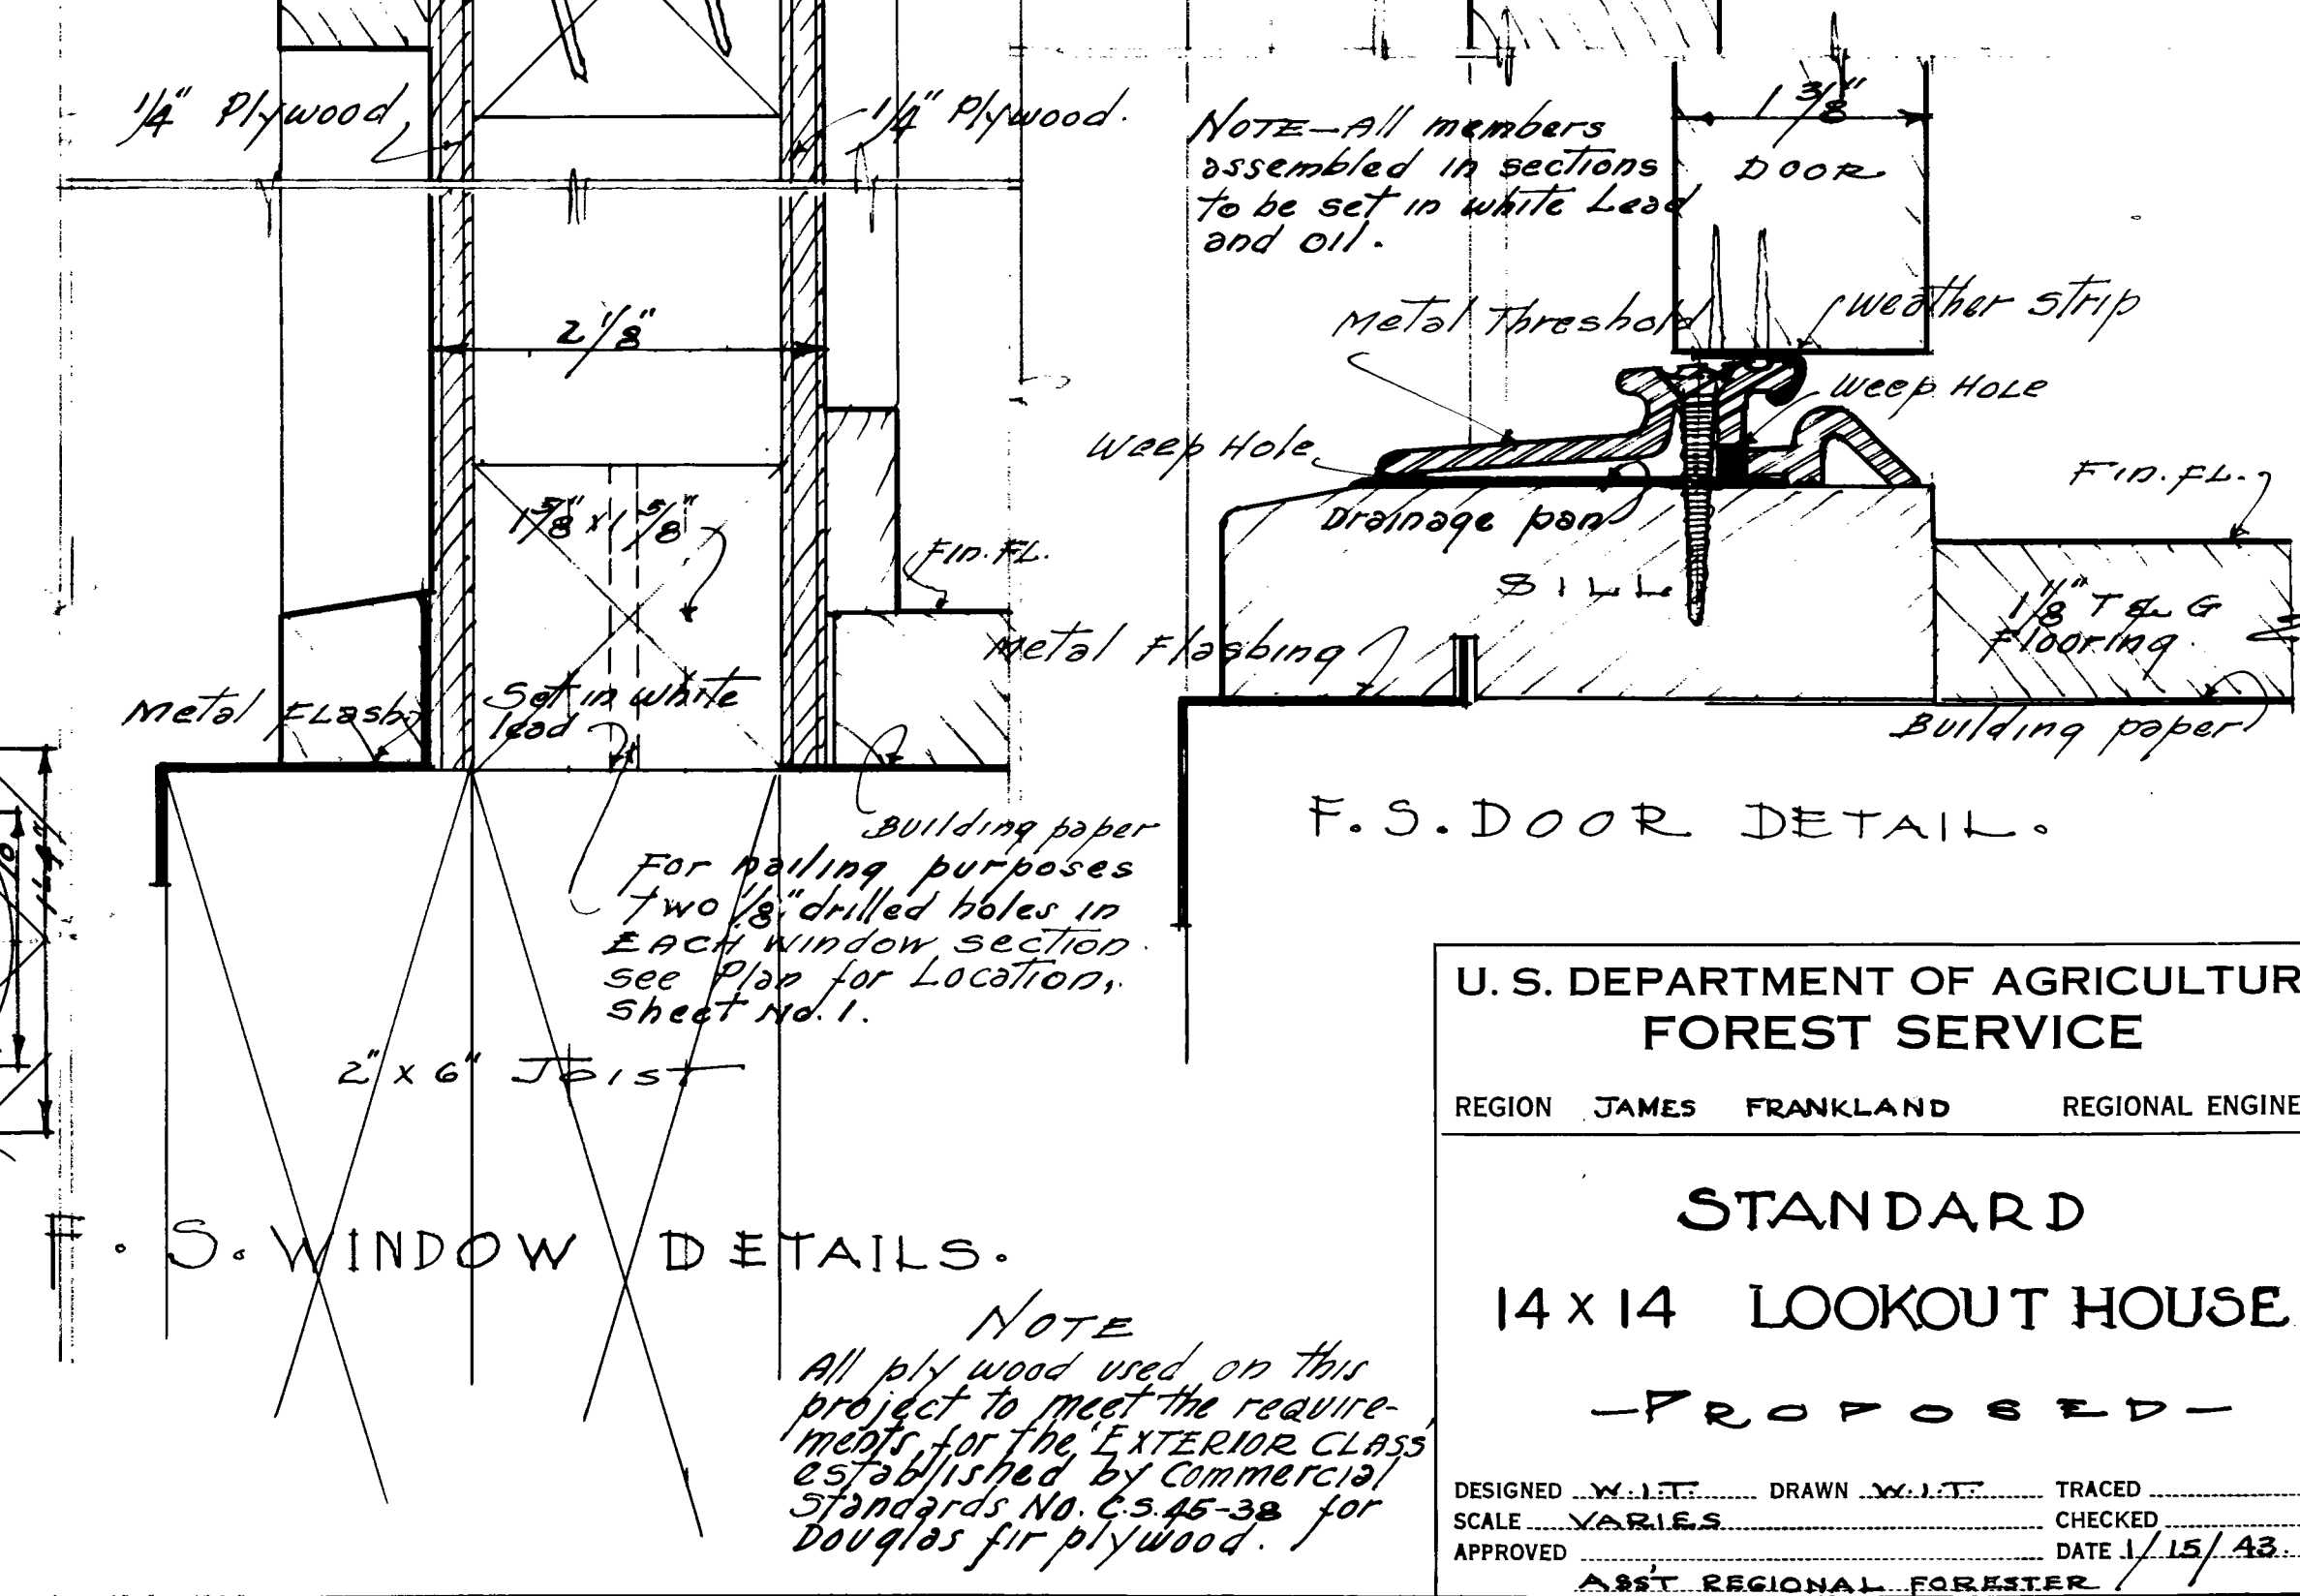 1/4" Plywood
1/4" Plywood.
2 1/8"
1 5/8" x 1 5/8"
Fin. FL.
Metal Flash
Set in white
lead
Building paper
For nailing purposes
two 1/8" drilled holes in
EACH window section
see Plan for Location,
Sheet No. 1.
2" x 6" JOIST
F. S. WINDOW DETAILS.
NOTE
All ply wood used on this
project to meet the require-
ments for the "EXTERIOR CLASS"
established by Commercial
Standards No. C.S. 45-38 for
Douglas fir plywood.
NOTE-All members
assembled in sections
to be set in white Lead
and oil.
1 3/8"
DOOR
Metal Threshold
weather strip
Weep Hole
Weep Hole
Drainage pan
SILL
Fin. FL.
Metal Flashing
1 1/8" T & G
Flooring.
Building paper
F. S. DOOR DETAIL.
U. S. DEPARTMENT OF AGRICULTUR
FOREST SERVICE
REGION JAMES FRANKLAND REGIONAL ENGINE
STANDARD
14 x 14 LOOKOUT HOUSE
-PROPOSED-
DESIGNED W.I.T. DRAWN W.I.T. TRACED
SCALE VARIES CHECKED
APPROVED DATE 1/15/43.
ASS'T REGIONAL FORESTER